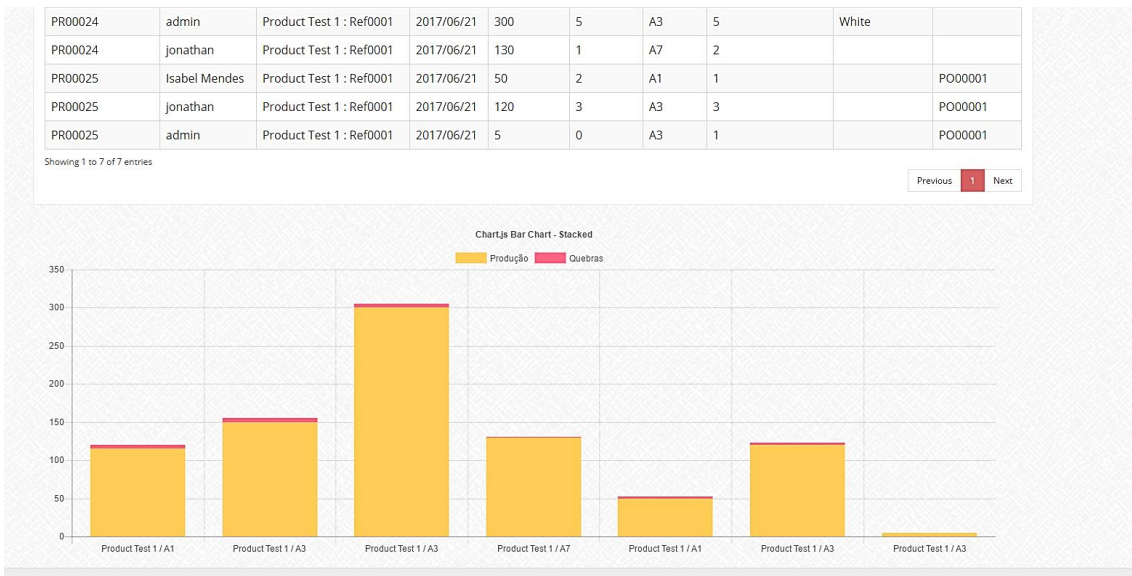 PR00024 admin Product Test 1 : Ref0001 2017/06/21 300 5 A3 5 White
PR00024 jonathan Product Test 1 : Ref0001 2017/06/21 130 1 A7 2
PR00025 Isabel Mendes Product Test 1 : Ref0001 2017/06/21 50 2 A1 1 PO00001
PR00025 jonathan Product Test 1 : Ref0001 2017/06/21 120 3 A3 3 PO00001
PR00025 admin Product Test 1 : Ref0001 2017/06/21 5 0 A3 1 PO00001
Showing 1 to 7 of 7 entries
Previous 1 Next
Chart.js Bar Chart - Stacked
Produção Quebras
350
300
250
200
150
100
50
0
Product Test 1 / A1 Product Test 1 / A3 Product Test 1 / A3 Product Test 1 / A7 Product Test 1 / A1 Product Test 1 / A3 Product Test 1 / A3